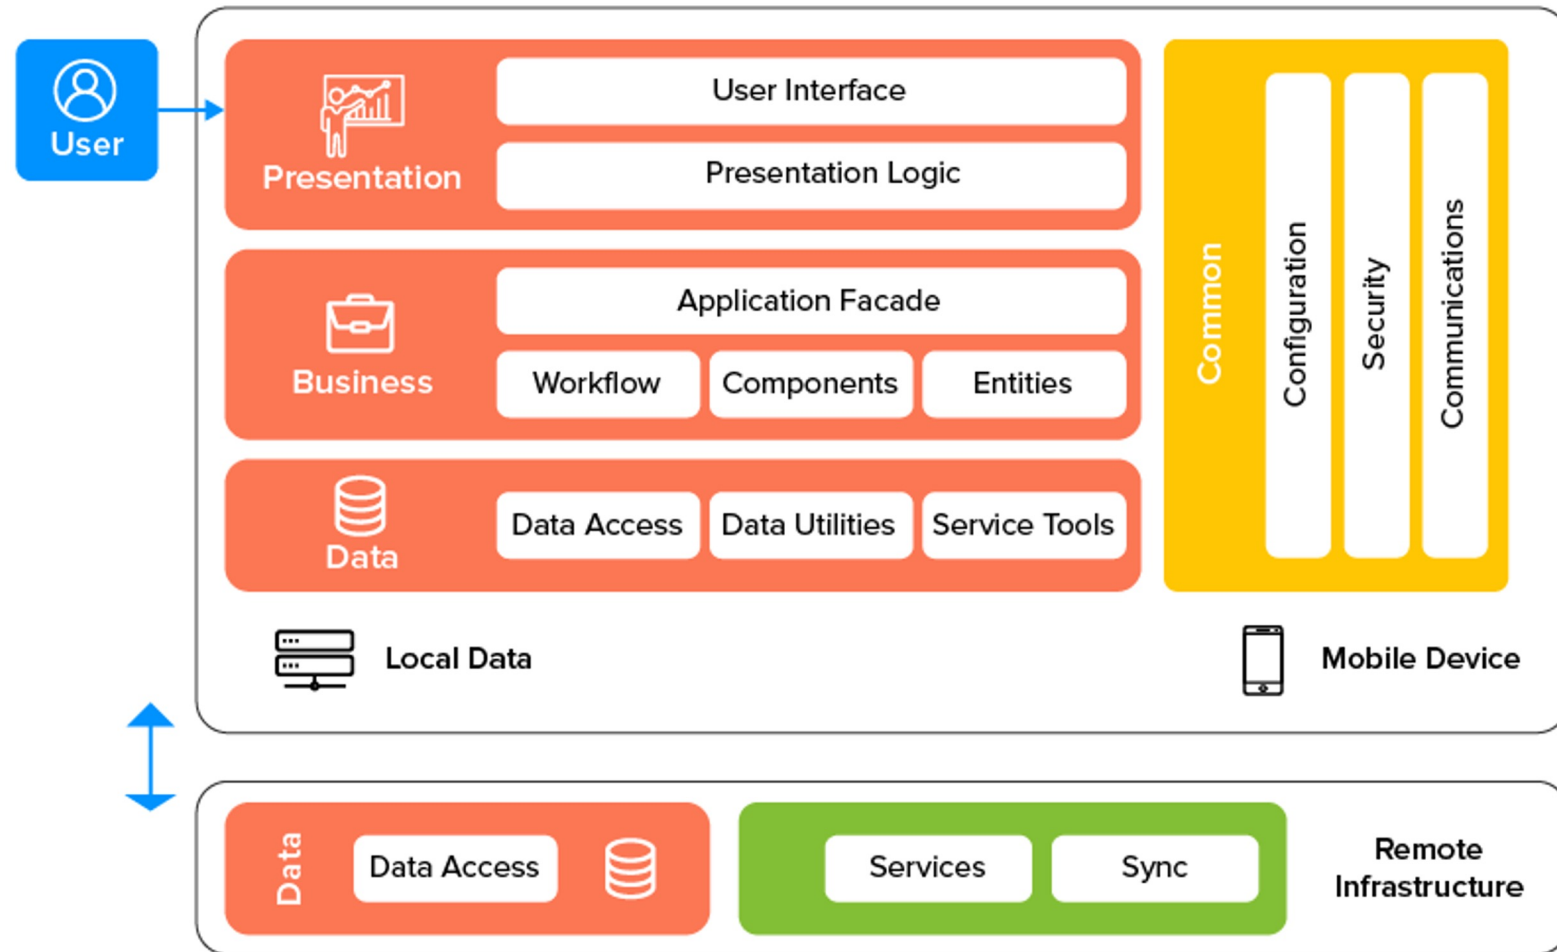 User
Presentation
User Interface
Presentation Logic
Business
Application Facade
Workflow
Components
Entities
Data
Data Access
Data Utilities
Service Tools
Common
Configuration
Security
Communications
Local Data
Mobile Device
Data
Data Access
Services
Sync
Remote
Infrastructure